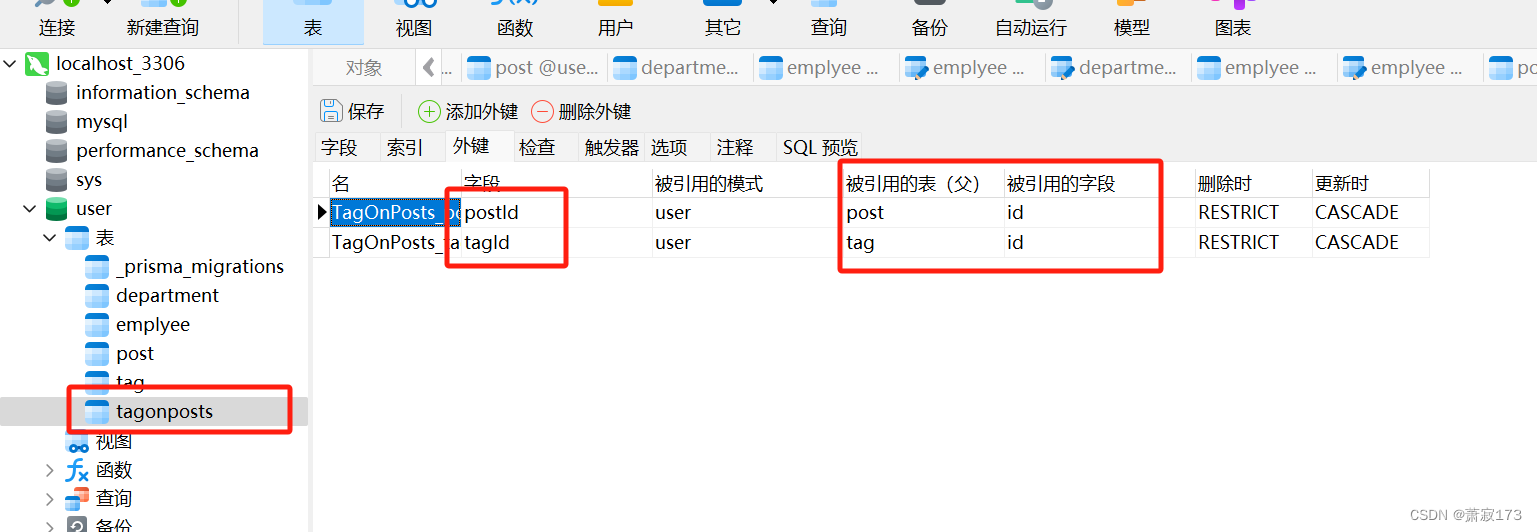 连接 新建查询 表 视图 函数 用户 其它 查询 备份 自动运行 模型 图表
localhost_3306
information_schema
mysql
performance_schema
sys
user
表
_prisma_migrations
department
emplyee
post
tag
tagonposts
视图
函数
查询
备份
对象 ... post @use... departme... emplyee ... emplyee ... departme... emplyee ... emplyee ... po
保存 添加外键 删除外键
字段 索引 外键 检查 触发器 选项 注释 SQL 预览
名 字段 被引用的模式 被引用的表（父） 被引用的字段 删除时 更新时
TagOnPosts_po postId user post id RESTRICT CASCADE
TagOnPosts_ta tagId user tag id RESTRICT CASCADE
CSDN @萧寂173